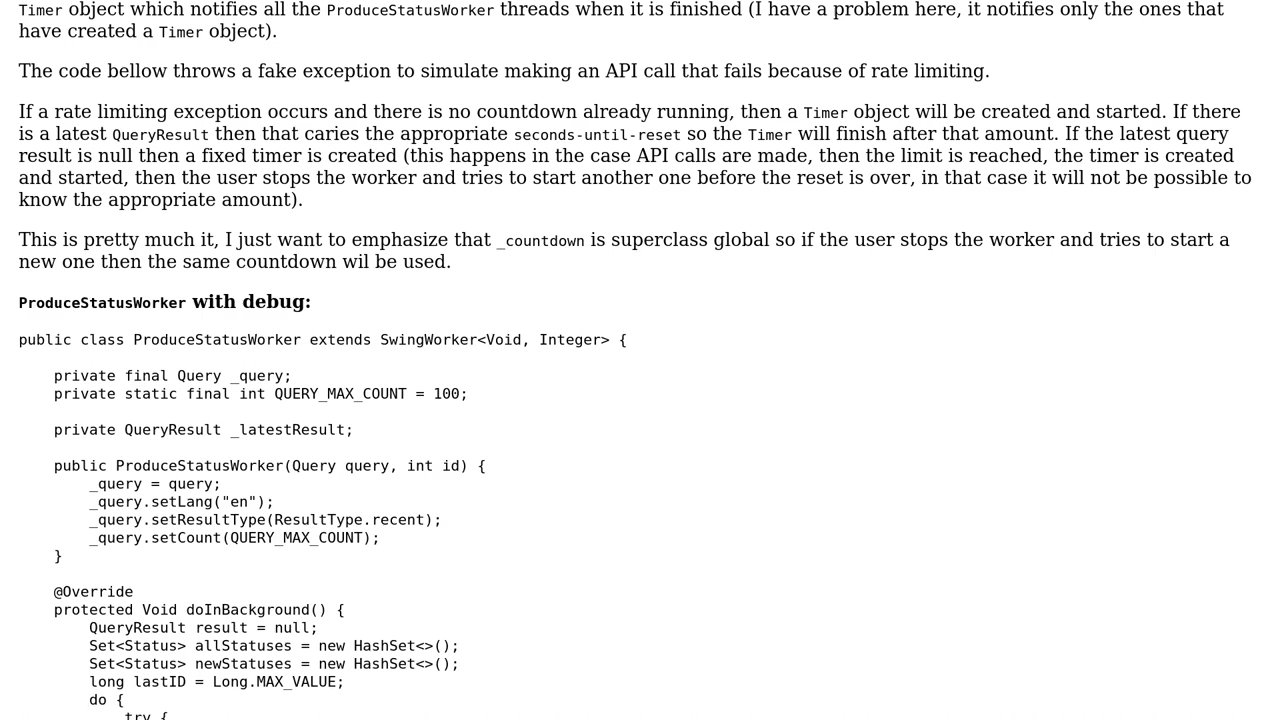 Timer object which notifies all the ProduceStatusWorker threads when it is finished (I have a problem here, it notifies only the ones that
have created a Timer object).
The code bellow throws a fake exception to simulate making an API call that fails because of rate limiting.
If a rate limiting exception occurs and there is no countdown already running, then a Timer object will be created and started. If there
is a latest QueryResult then that caries the appropriate seconds-until-reset so the Timer will finish after that amount. If the latest query
result is null then a fixed timer is created (this happens in the case API calls are made, then the limit is reached, the timer is created
and started, then the user stops the worker and tries to start another one before the reset is over, in that case it will not be possible to
know the appropriate amount).
This is pretty much it, I just want to emphasize that _countdown is superclass global so if the user stops the worker and tries to start a
new one then the same countdown wil be used.
ProduceStatusWorker with debug:
public class ProduceStatusWorker extends SwingWorker<Void, Integer> {
    private final Query _query;
    private static final int QUERY_MAX_COUNT = 100;
    private QueryResult _latestResult;
    public ProduceStatusWorker(Query query, int id) {
        _query = query;
        _query.setLang("en");
        _query.setResultType(ResultType.recent);
        _query.setCount(QUERY_MAX_COUNT);
    }
    @Override
    protected Void doInBackground() {
        QueryResult result = null;
        Set<Status> allStatuses = new HashSet<>();
        Set<Status> newStatuses = new HashSet<>();
        long lastID = Long.MAX_VALUE;
        do {
            try {